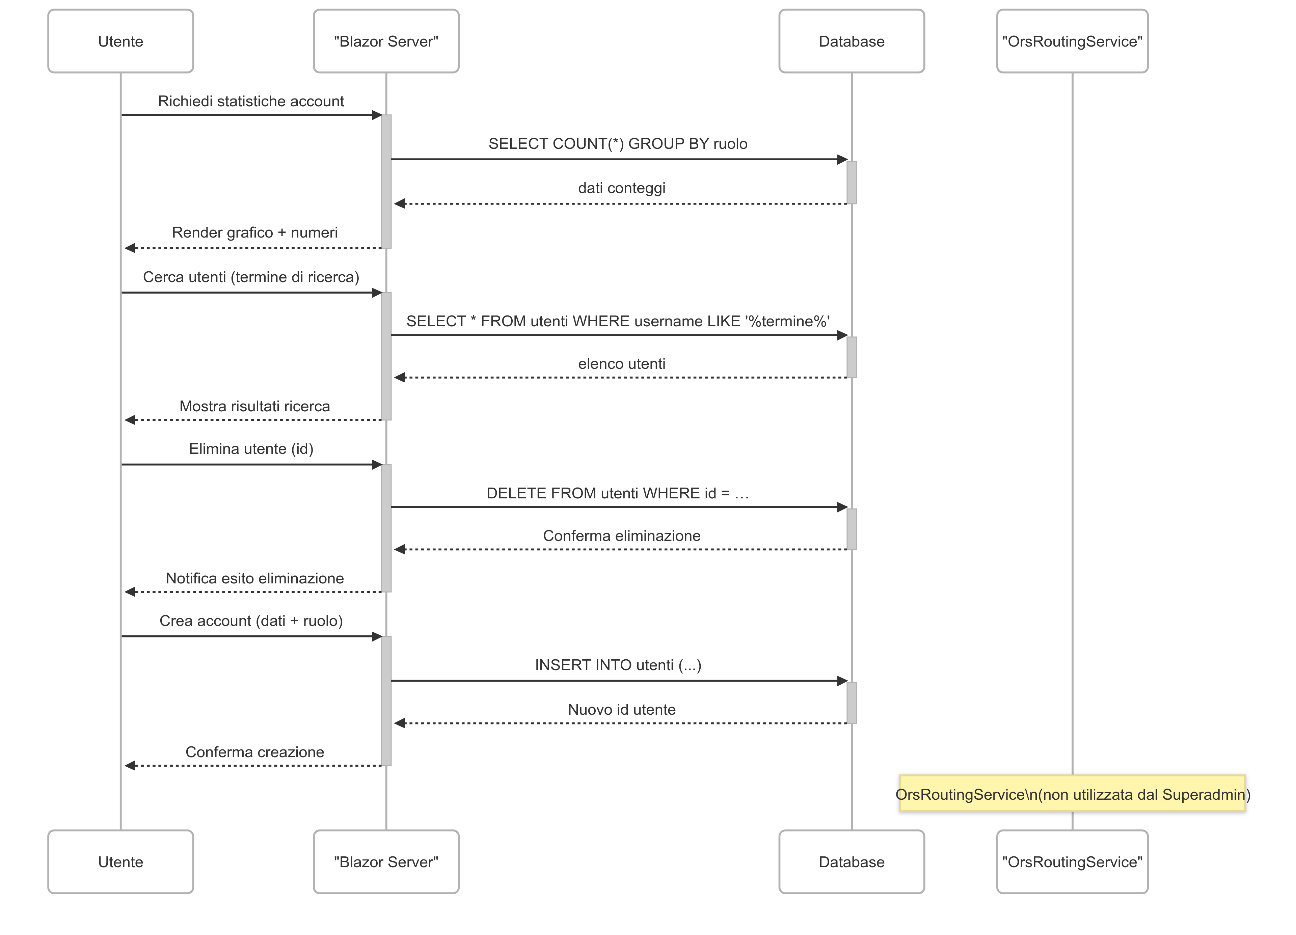 Utente
"Blazor Server"
Database
"OrsRoutingService"
Richiedi statistiche account
SELECT COUNT(*) GROUP BY ruolo
dati conteggi
Render grafico + numeri
Cerca utenti (termine di ricerca)
SELECT * FROM utenti WHERE username LIKE '%termine%'
elenco utenti
Mostra risultati ricerca
Elimina utente (id)
DELETE FROM utenti WHERE id = …
Conferma eliminazione
Notifica esito eliminazione
Crea account (dati + ruolo)
INSERT INTO utenti (...)
Nuovo id utente
Conferma creazione
OrsRoutingService\n(non utilizzata dal Superadmin)
Utente
"Blazor Server"
Database
"OrsRoutingService"